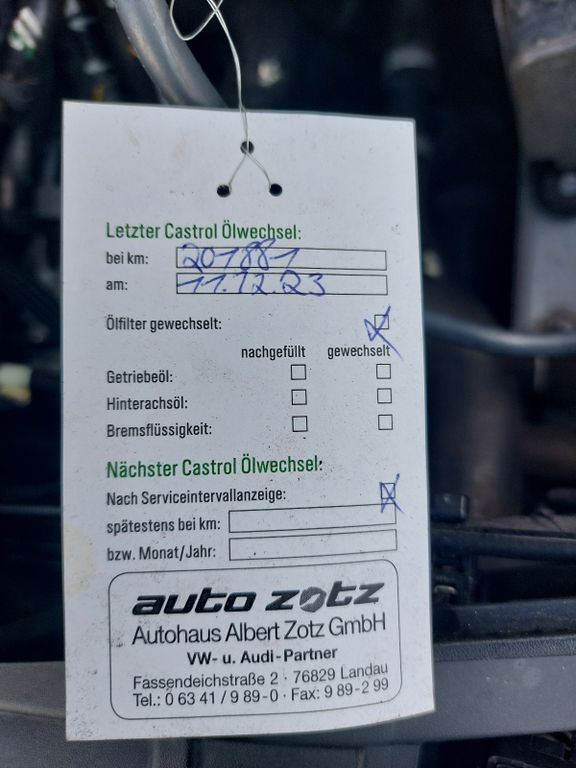 Letzter Castrol Ölwechsel:
bei km: 201881
am: 11.12.23
Ölfilter gewechselt:
nachgefüllt gewechselt
Getriebeöl:
Hinterachsöl:
Bremsflüssigkeit:
Nächster Castrol Ölwechsel:
Nach Serviceintervallanzeige:
spätestens bei km:
bzw. Monat/Jahr:
auto zotz
Autohaus Albert Zotz GmbH
VW- u. Audi-Partner
Fassendeichstraße 2 · 76829 Landau
Tel.: 0 63 41 / 9 89-0 · Fax: 9 89-2 99